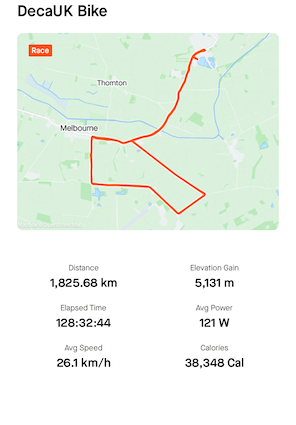 DecaUK Bike
Race
Thornton
Melbourne
Distance
1,825.68 km
Elevation Gain
5,131 m
Elapsed Time
128:32:44
Avg Power
121 W
Avg Speed
26.1 km/h
Calories
38,348 Cal